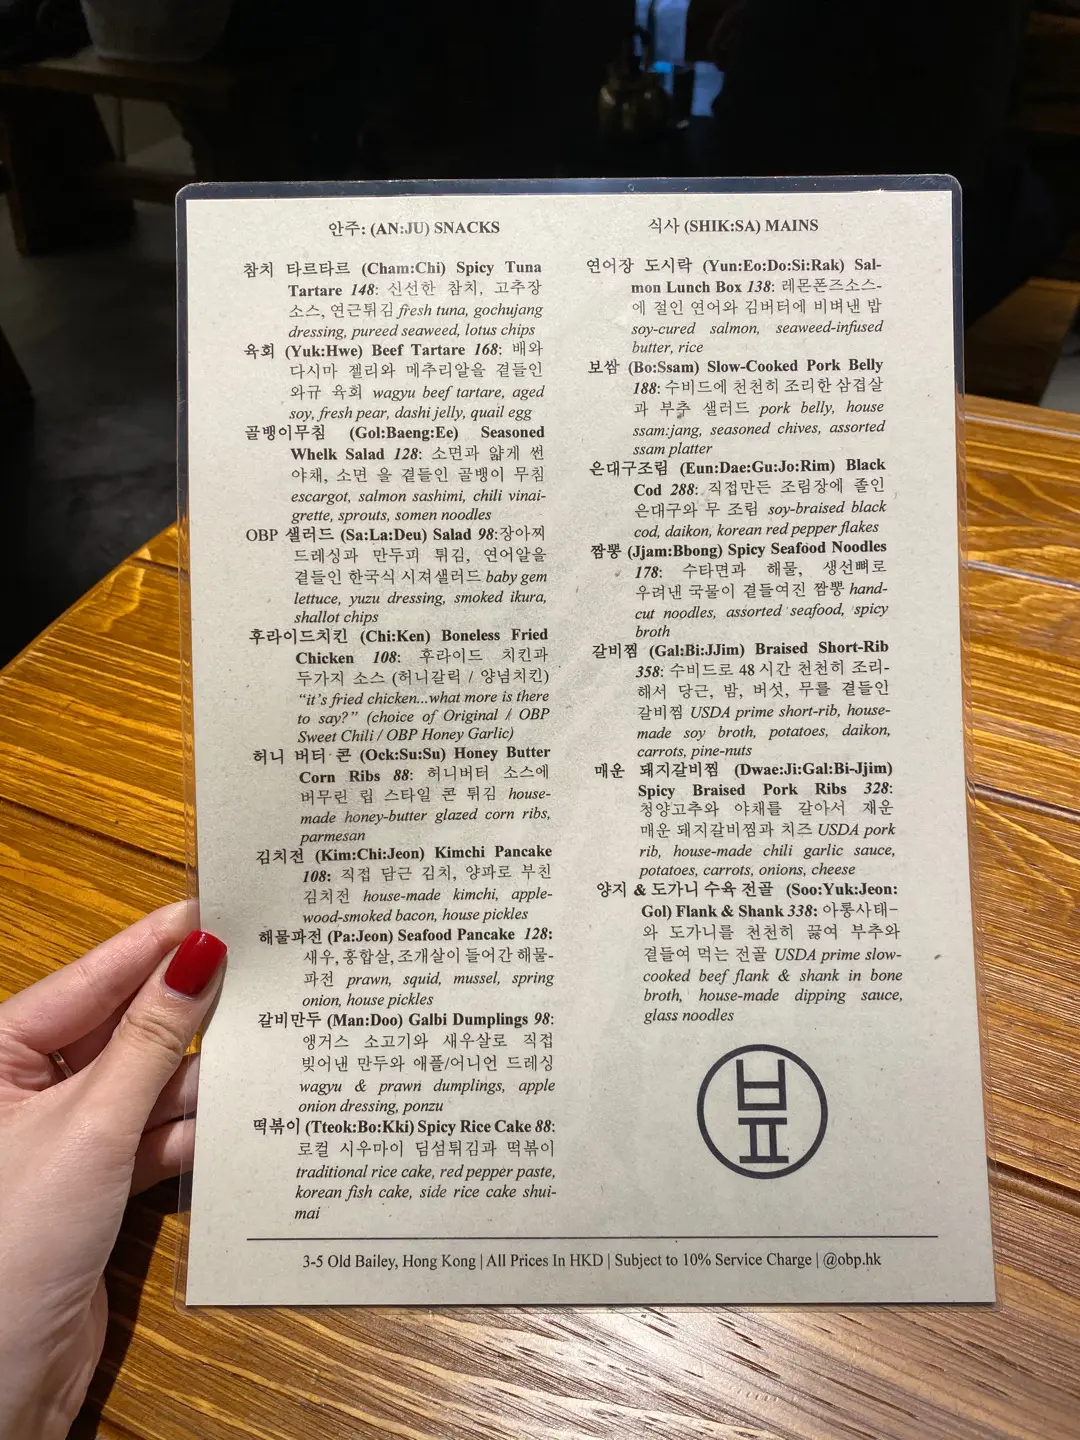 안주: (AN:JU) SNACKS
참치 타르타르 (Cham:Chi) Spicy Tuna
Tartare 148: 신선한 참치, 고추장
소스, 연근튀김 fresh tuna, gochujang
dressing, pureed seaweed, lotus chips
육회 (Yuk:Hwe) Beef Tartare 168: 배와
다시마 젤리와 메추리알을 곁들인
와규 육회 wagyu beef tartare, aged
soy, fresh pear, dashi jelly, quail egg
골뱅이무침 (Gol:Baeng:Ee) Seasoned
Whelk Salad 128: 소면과 얇게 썬
야채, 소면 을 곁들인 골뱅이 무침
escargot, salmon sashimi, chili vinai-
grette, sprouts, somen noodles
OBP 샐러드 (Sa:La:Deu) Salad 98:장아찌
드레싱과 만두피 튀김, 연어알을
곁들인 한국식 시져샐러드 baby gem
lettuce, yuzu dressing, smoked ikura,
shallot chips
후라이드치킨 (Chi:Ken) Boneless Fried
Chicken 108: 후라이드 치킨과
두가지 소스 (허니갈릭 / 양념치킨)
“it’s fried chicken...what more is there
to say?” (choice of Original / OBP
Sweet Chili / OBP Honey Garlic)
허니 버터 콘 (Ock:Su:Su) Honey Butter
Corn Ribs 88: 허니버터 소스에
버무린 립 스타일 콘 튀김 house-
made honey-butter glazed corn ribs,
parmesan
김치전 (Kim:Chi:Jeon) Kimchi Pancake
108: 직접 담근 김치, 양파로 부친
김치전 house-made kimchi, apple-
wood-smoked bacon, house pickles
해물파전 (Pa:Jeon) Seafood Pancake 128:
새우, 홍합살, 조개살이 들어간 해물-
파전 prawn, squid, mussel, spring
onion, house pickles
갈비만두 (Man:Doo) Galbi Dumplings 98:
앵거스 소고기와 새우살로 직접
빚어낸 만두와 애플/어니언 드레싱
wagyu & prawn dumplings, apple
onion dressing, ponzu
떡볶이 (Tteok:Bo:Kki) Spicy Rice Cake 88:
로컬 시우마이 딤섬튀김과 떡볶이
traditional rice cake, red pepper paste,
korean fish cake, side rice cake shui-
mai
식사 (SHIK:SA) MAINS
연어장 도시락 (Yun:Eo:Do:Si:Rak) Sal-
mon Lunch Box 138: 레몬폰즈소스-
에 절인 연어와 김버터에 비벼낸 밥
soy-cured salmon, seaweed-infused
butter, rice
보쌈 (Bo:Ssam) Slow-Cooked Pork Belly
188: 수비드에 천천히 조리한 삼겹살
과 부추 샐러드 pork belly, house
ssam:jang, seasoned chives, assorted
ssam platter
은대구조림 (Eun:Dae:Gu:Jo:Rim) Black
Cod 288: 직접만든 조림장에 졸인
은대구와 무 조림 soy-braised black
cod, daikon, korean red pepper flakes
짬뽕 (Jjam:Bbong) Spicy Seafood Noodles
178: 수타면과 해물, 생선뼈로
우려낸 국물이 곁들여진 짬뽕 hand-
cut noodles, assorted seafood, spicy
broth
갈비찜 (Gal:Bi:JJim) Braised Short-Rib
358: 수비드로 48 시간 천천히 조리-
해서 당근, 밤, 버섯, 무를 곁들인
갈비찜 USDA prime short-rib, house-
made soy broth, potatoes, daikon,
carrots, pine-nuts
매운 돼지갈비찜 (Dwae:Ji:Gal:Bi-Jjim)
Spicy Braised Pork Ribs 328:
청양고추와 야채를 갈아서 재운
매운 돼지갈비찜과 치즈 USDA pork
rib, house-made chili garlic sauce,
potatoes, carrots, onions, cheese
양지 & 도가니 수육 전골 (Soo:Yuk:Jeon:
Gol) Flank & Shank 338: 아롱사태-
와 도가니를 천천히 끓여 부추와
곁들여 먹는 전골 USDA prime slow-
cooked beef flank & shank in bone
broth, house-made dipping sauce,
glass noodles
3-5 Old Bailey, Hong Kong | All Prices In HKD | Subject to 10% Service Charge | @obp.hk